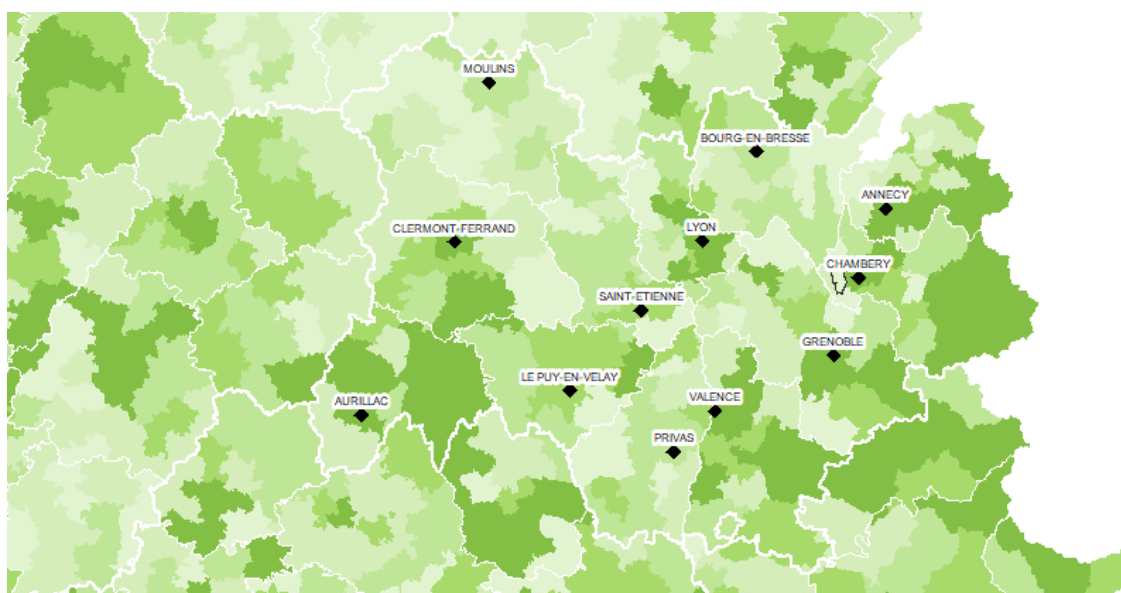 MOULINS
BOURG-EN-BRESSE
ANNECY
CLERMONT-FERRAND
LYON
CHAMBERY
SAINT-ETIENNE
GRENOBLE
LE PUY-EN-VELAY
AURILLAC
VALENCE
PRIVAS